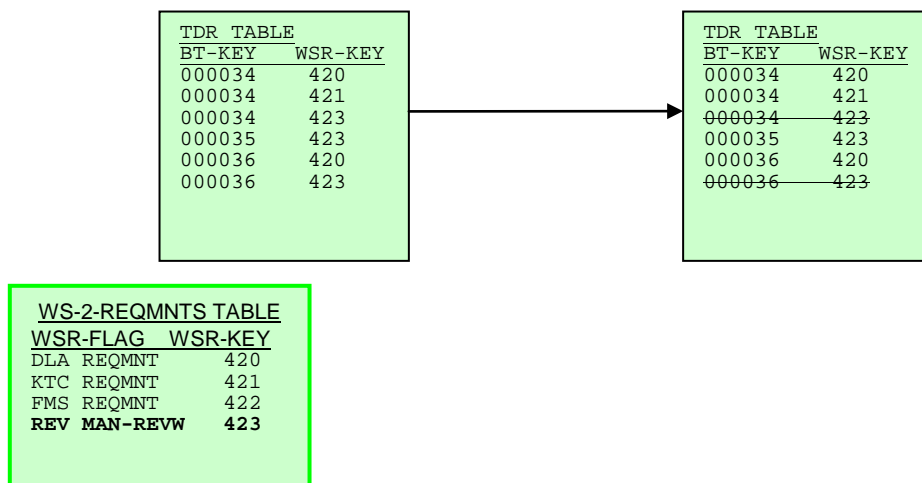 TDR TABLE
BT-KEY WSR-KEY
000034 420
000034 421
000034 423
000035 423
000036 420
000036 423
TDR TABLE
BT-KEY WSR-KEY
000034 420
000034 421
000034 423
000035 423
000036 420
000036 423
WS-2-REQMNTS TABLE
WSR-FLAG WSR-KEY
DLA REQMNT 420
KTC REQMNT 421
FMS REQMNT 422
REV MAN-REVW 423